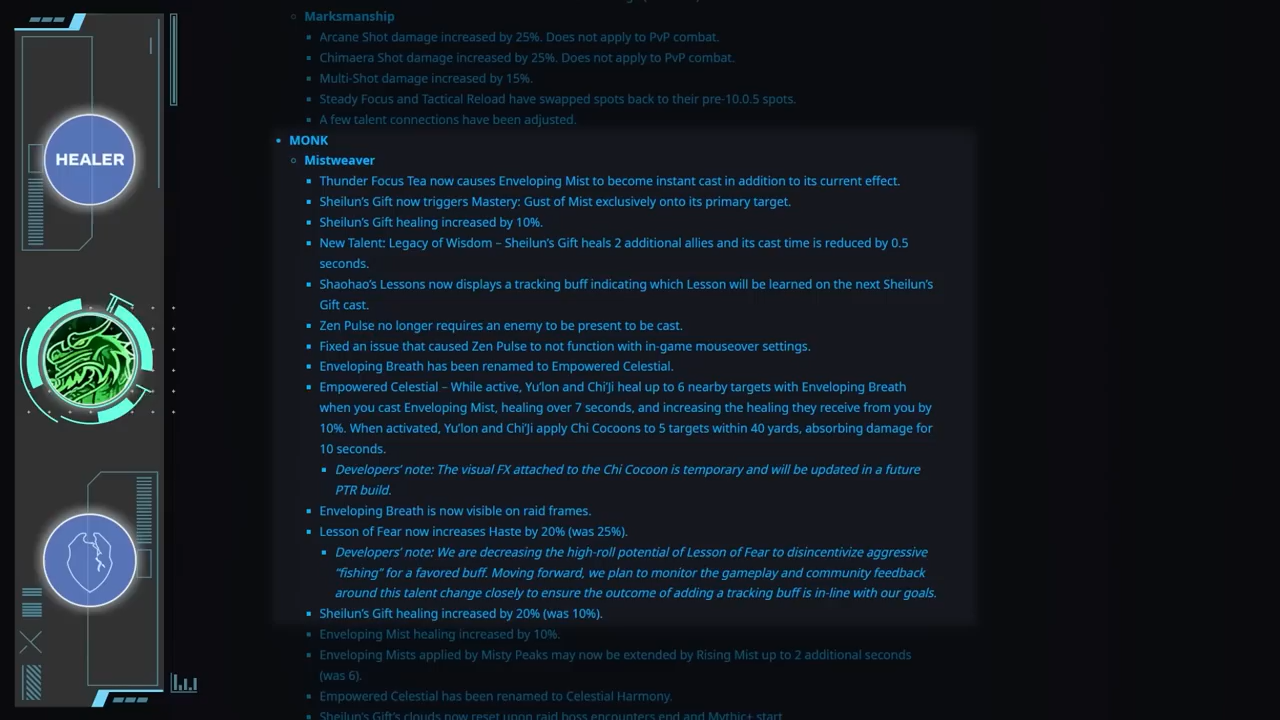 Marksmanship
Arcane Shot damage increased by 25%. Does not apply to PvP combat.
Chimaera Shot damage increased by 25%. Does not apply to PvP combat.
Multi-Shot damage increased by 15%.
Steady Focus and Tactical Reload have swapped spots back to their pre-10.0.5 spots.
A few talent connections have been adjusted.
MONK
Mistweaver
Thunder Focus Tea now causes Enveloping Mist to become instant cast in addition to its current effect.
Sheilun's Gift now triggers Mastery: Gust of Mist exclusively onto its primary target.
Sheilun's Gift healing increased by 10%.
New Talent: Legacy of Wisdom – Sheilun's Gift heals 2 additional allies and its cast time is reduced by 0.5
seconds.
Shaohao's Lessons now displays a tracking buff indicating which Lesson will be learned on the next Sheilun's
Gift cast.
Zen Pulse no longer requires an enemy to be present to be cast.
Fixed an issue that caused Zen Pulse to not function with in-game mouseover settings.
Enveloping Breath has been renamed to Empowered Celestial.
Empowered Celestial – While active, Yu'lon and Chi'Ji heal up to 6 nearby targets with Enveloping Breath
when you cast Enveloping Mist, healing over 7 seconds, and increasing the healing they receive from you by
10%. When activated, Yu'lon and Chi'Ji apply Chi Cocoons to 5 targets within 40 yards, absorbing damage for
10 seconds.
Developers' note: The visual FX attached to the Chi Cocoon is temporary and will be updated in a future
PTR build.
Enveloping Breath is now visible on raid frames.
Lesson of Fear now increases Haste by 20% (was 25%).
Developers' note: We are decreasing the high-roll potential of Lesson of Fear to disincentivize aggressive
"fishing" for a favored buff. Moving forward, we plan to monitor the gameplay and community feedback
around this talent change closely to ensure the outcome of adding a tracking buff is in-line with our goals.
Sheilun's Gift healing increased by 20% (was 10%).
Enveloping Mist healing increased by 10%.
Enveloping Mists applied by Misty Peaks may now be extended by Rising Mist up to 2 additional seconds
(was 6).
Empowered Celestial has been renamed to Celestial Harmony.
Sheilun's Gift's clouds now reset upon raid boss encounters end and Mythic+ start
HEALER